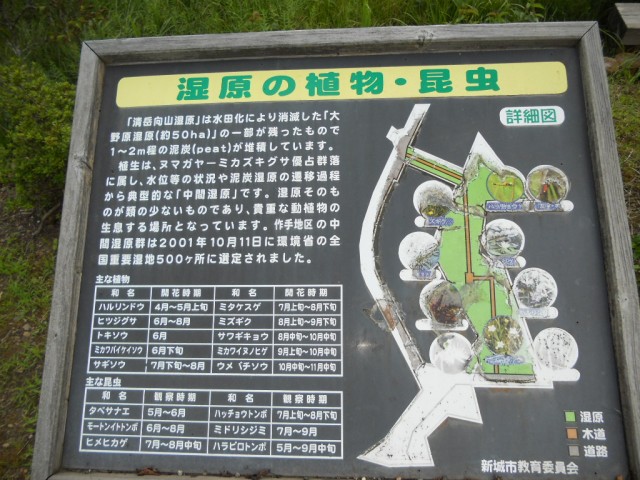 湿原の植物・昆虫
「清岳向山湿原」は水田化により消滅した「大
野原湿原(約50ha)」の一部が残ったもので
1〜2m程の泥炭(peat)が堆積しています。
植生は、ヌマガヤーミカズキグサ優占群落
に属し、水位等の状況や泥炭湿原の遷移過程
から典型的な「中間湿原」です。湿原そのも
のが類の少ないものであり、貴重な動植物の
生息する場所となっています。作手地区の中
間湿原群は2001年10月11日に環境省の全
国重要湿地500ヶ所に選定されました。
主な植物
和名 開花時期 和名 開花時期
ハルリンドウ 4月〜5月上旬 ミタケスゲ 7月上旬〜8月下旬
ヒツジグサ 6月〜8月 ミズギク 8月上旬〜9月下旬
トキソウ 6月 サワギキョウ 8月中旬〜10月中旬
ミカワバイケイソウ 6月下旬 ミカワイヌノヒゲ 9月上旬〜10月中旬
サギソウ 7月下旬〜8月 ウメバチソウ 10月中旬〜11月中旬
主な昆虫
和名 観察時期 和名 観察時期
タベサナエ 5月〜6月 ハッチョウトンボ 7月上旬〜8月下旬
モートンイトトンボ 6月〜8月 ミドリシジミ 7月〜9月
ヒメヒカゲ 7月〜8月中旬 ハラビロトンボ 5月〜9月中旬
詳細図
湿原
木道
道路
新城市教育委員会